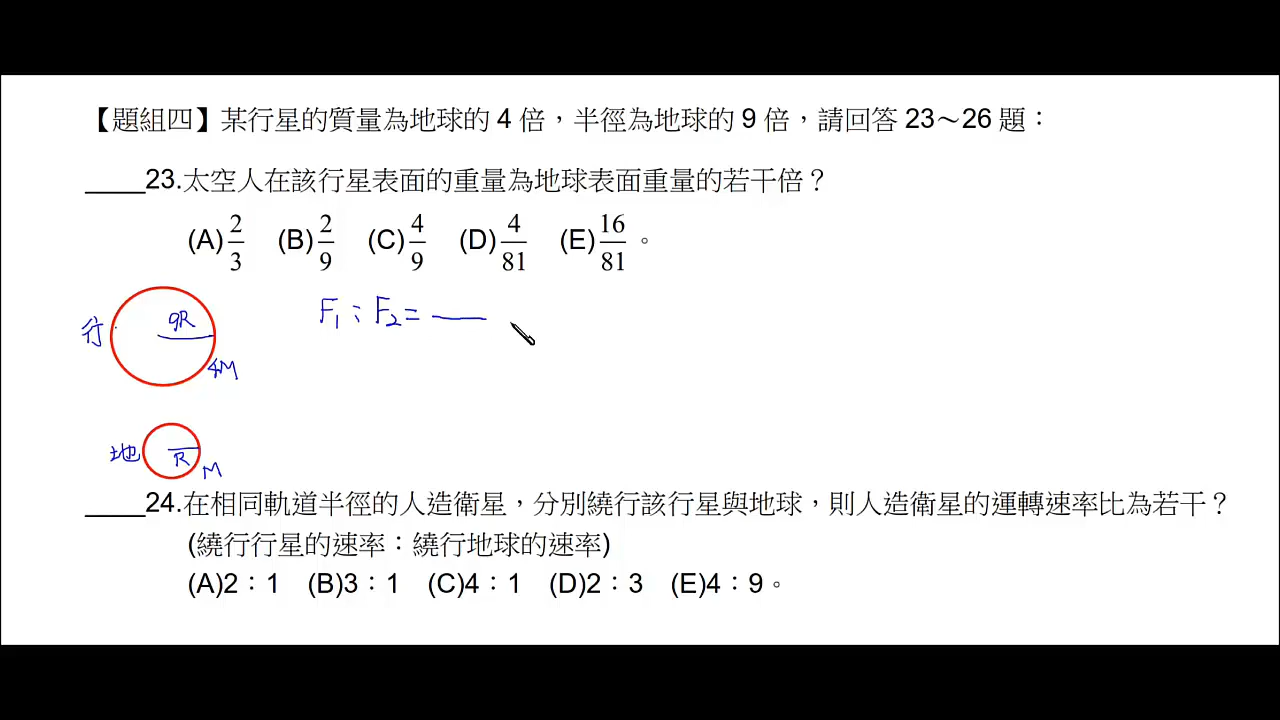 【題組四】某行星的質量為地球的 4 倍，半徑為地球的 9 倍，請回答 23～26 題：
____23.太空人在該行星表面的重量為地球表面重量的若干倍？
(A) 2/3 (B) 2/9 (C) 4/9 (D) 4/81 (E) 16/81 。
行 9R 4M
F₁ : F₂ = —
地 R M
____24.在相同軌道半徑的人造衛星，分別繞行該行星與地球，則人造衛星的運轉速率比為若干？
(繞行行星的速率：繞行地球的速率)
(A)2：1 (B)3：1 (C)4：1 (D)2：3 (E)4：9。